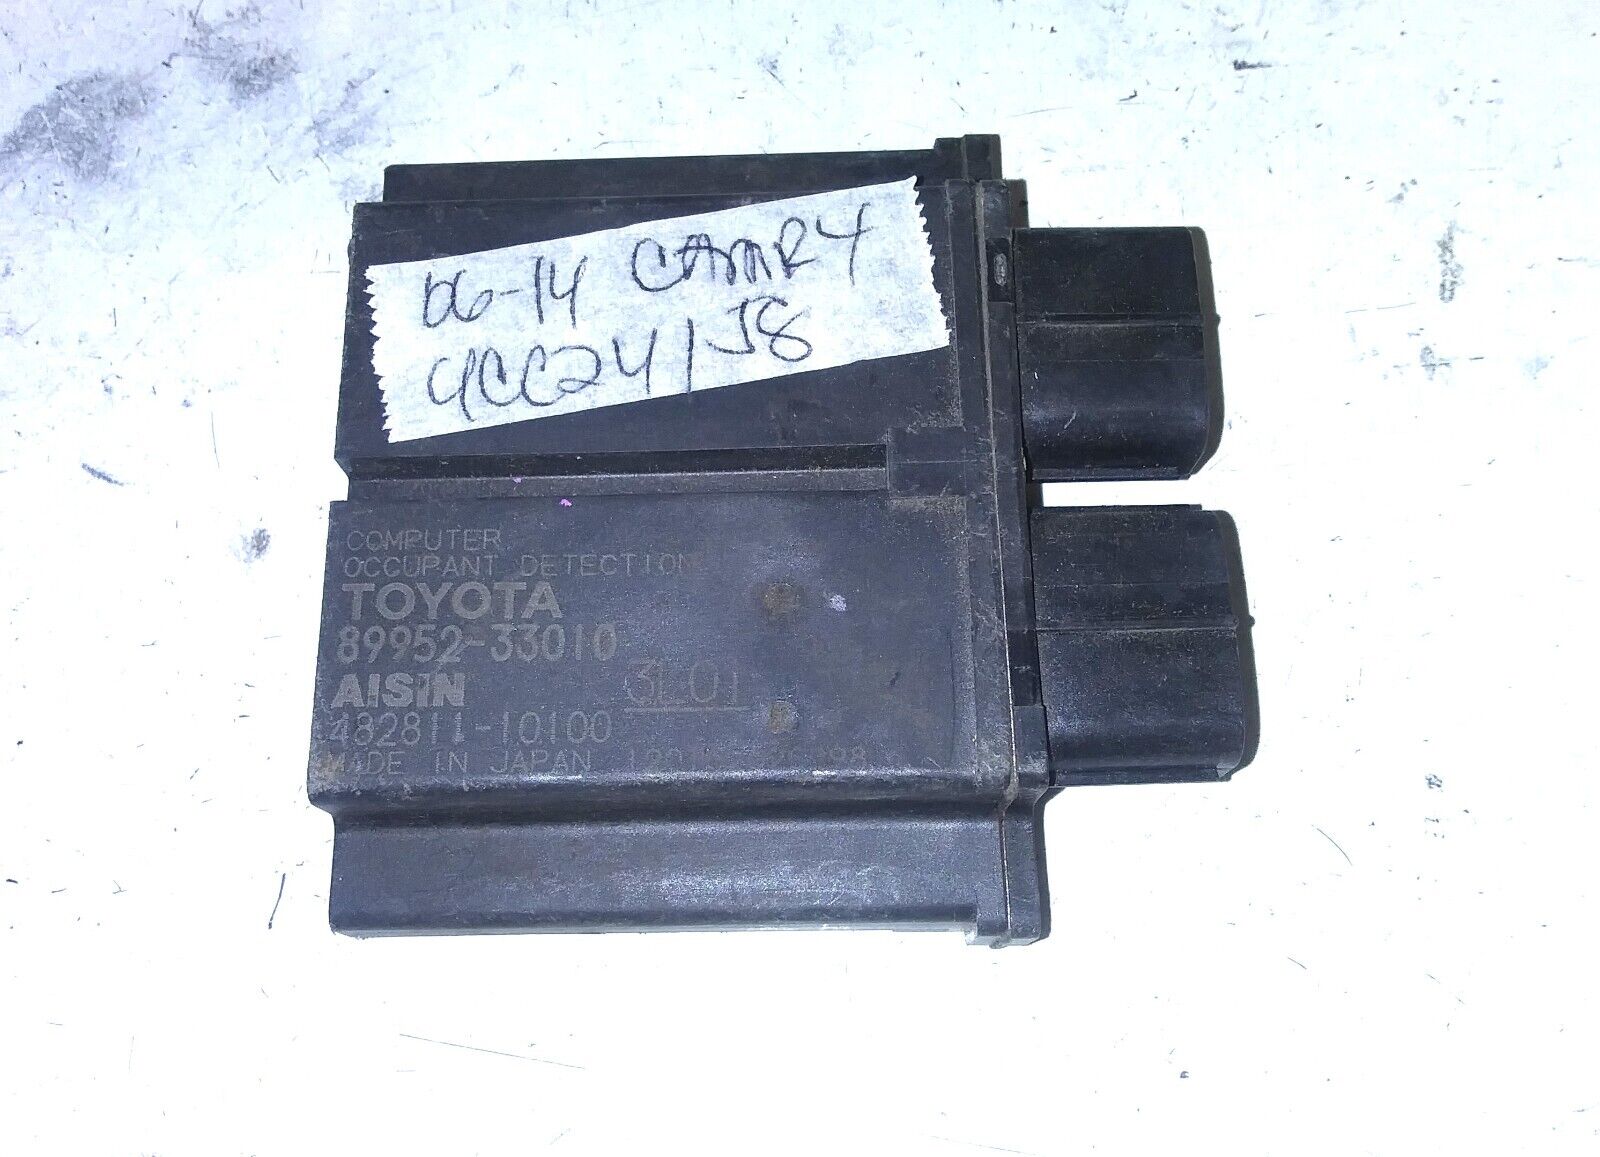 06-14 CAMRY
4CC241J8
COMPUTER
OCCUPANT DETECTION
TOYOTA
89952-33010
AISIN 3L01
482811-10100
MADE IN JAPAN